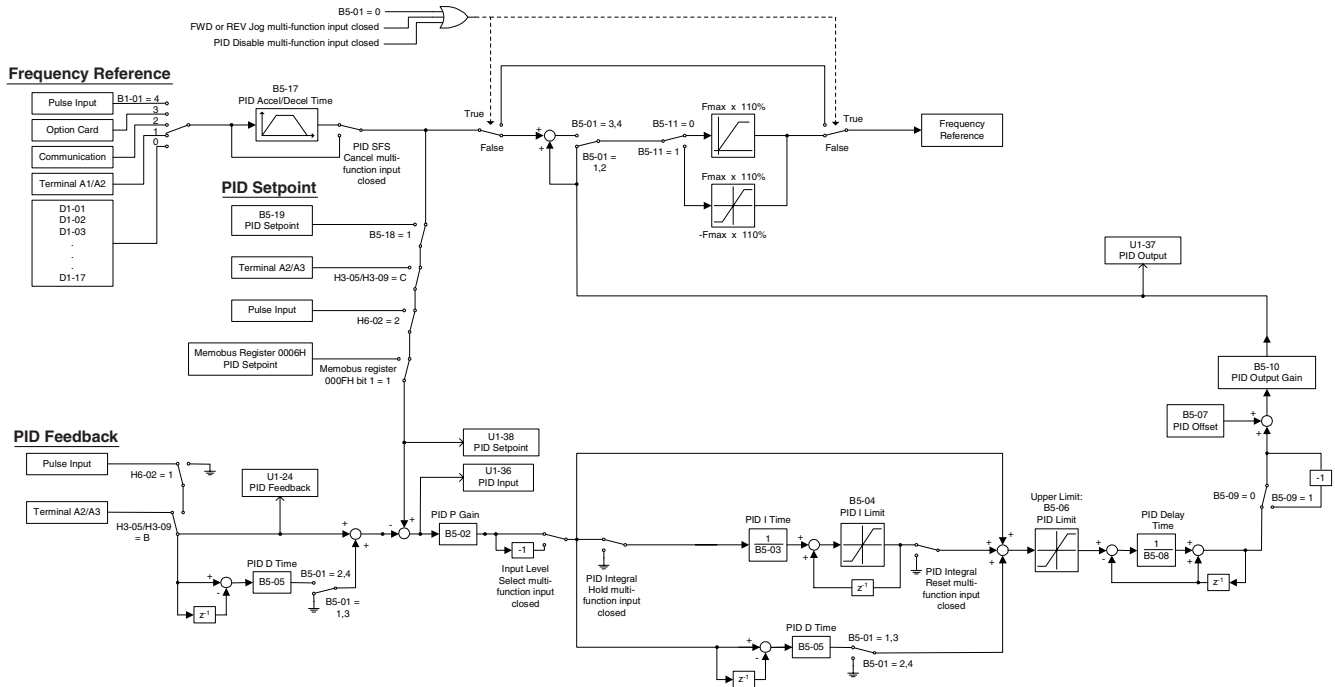 B5-01 = 0
FWD or REV Jog multi-function input closed
PID Disable multi-function input closed
Frequency Reference
Pulse Input
B1-01 = 4
3
Option Card
2
Communication
1
Terminal A1/A2
0
D1-01
D1-02
D1-03
.
.
.
D1-17
B5-17
PID Accel/Decel Time
PID SFS
Cancel multi-
function input
closed
True
False
+
+
B5-01 = 3,4
B5-01 =
1,2
B5-11 = 0
B5-11 = 1
Fmax x 110%
Fmax x 110%
-Fmax x 110%
True
False
Frequency
Reference
PID Setpoint
B5-19
PID Setpoint
B5-18 = 1
Terminal A2/A3
H3-05/H3-09 = C
Pulse Input
H6-02 = 2
Memobus Register 0006H
PID Setpoint
Memobus register
000FH bit 1 = 1
U1-37
PID Output
B5-10
PID Output Gain
B5-07
PID Offset
+
+
-1
B5-09 = 0
B5-09 = 1
PID Feedback
Pulse Input
H6-02 = 1
Terminal A2/A3
H3-05/H3-09
= B
U1-24
PID Feedback
U1-38
PID Setpoint
U1-36
PID Input
+
+
-
+
PID P Gain
B5-02
-1
Input Level
Select multi-
function input
closed
PID D Time
B5-05
+
-
z-1
B5-01 = 2,4
B5-01 =
1,3
PID Integral
Hold multi-
function input
closed
PID I Time
1
B5-03
+
+
B5-04
PID I Limit
z-1
PID Integral
Reset multi-
function input
closed
+
+
+
Upper Limit:
B5-06
PID Limit
+
-
PID Delay
Time
1
B5-08
+
+
z-1
PID D Time
B5-05
+
-
z-1
B5-01 = 1,3
B5-01 = 2,4